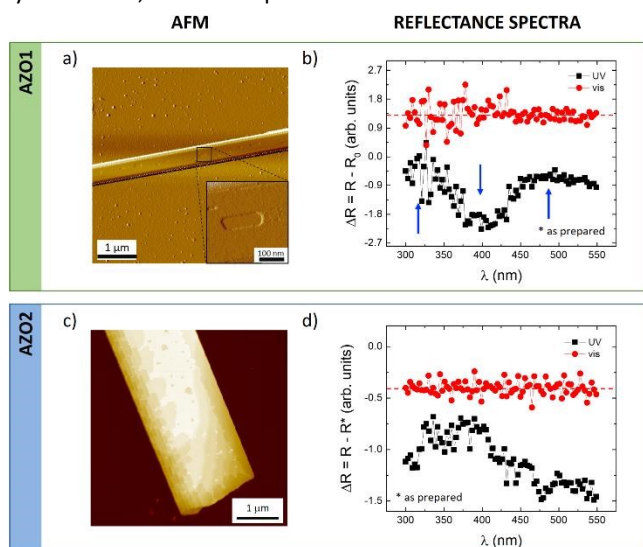 AFM REFLECTANCE SPECTRA
AZO1
a)
1 µm
100 nm
b)
ΔR = R - R₀ (arb. units)
2.7
1.8
0.9
0.0
-0.9
-1.8
-2.7
UV
vis
* as prepared
300 350 400 450 500 550
λ (nm)
AZO2
c)
1 µm
d)
ΔR = R - R* (arb. units)
0.0
-0.5
-1.0
-1.5
UV
vis
* as prepared
300 350 400 450 500 550
λ (nm)